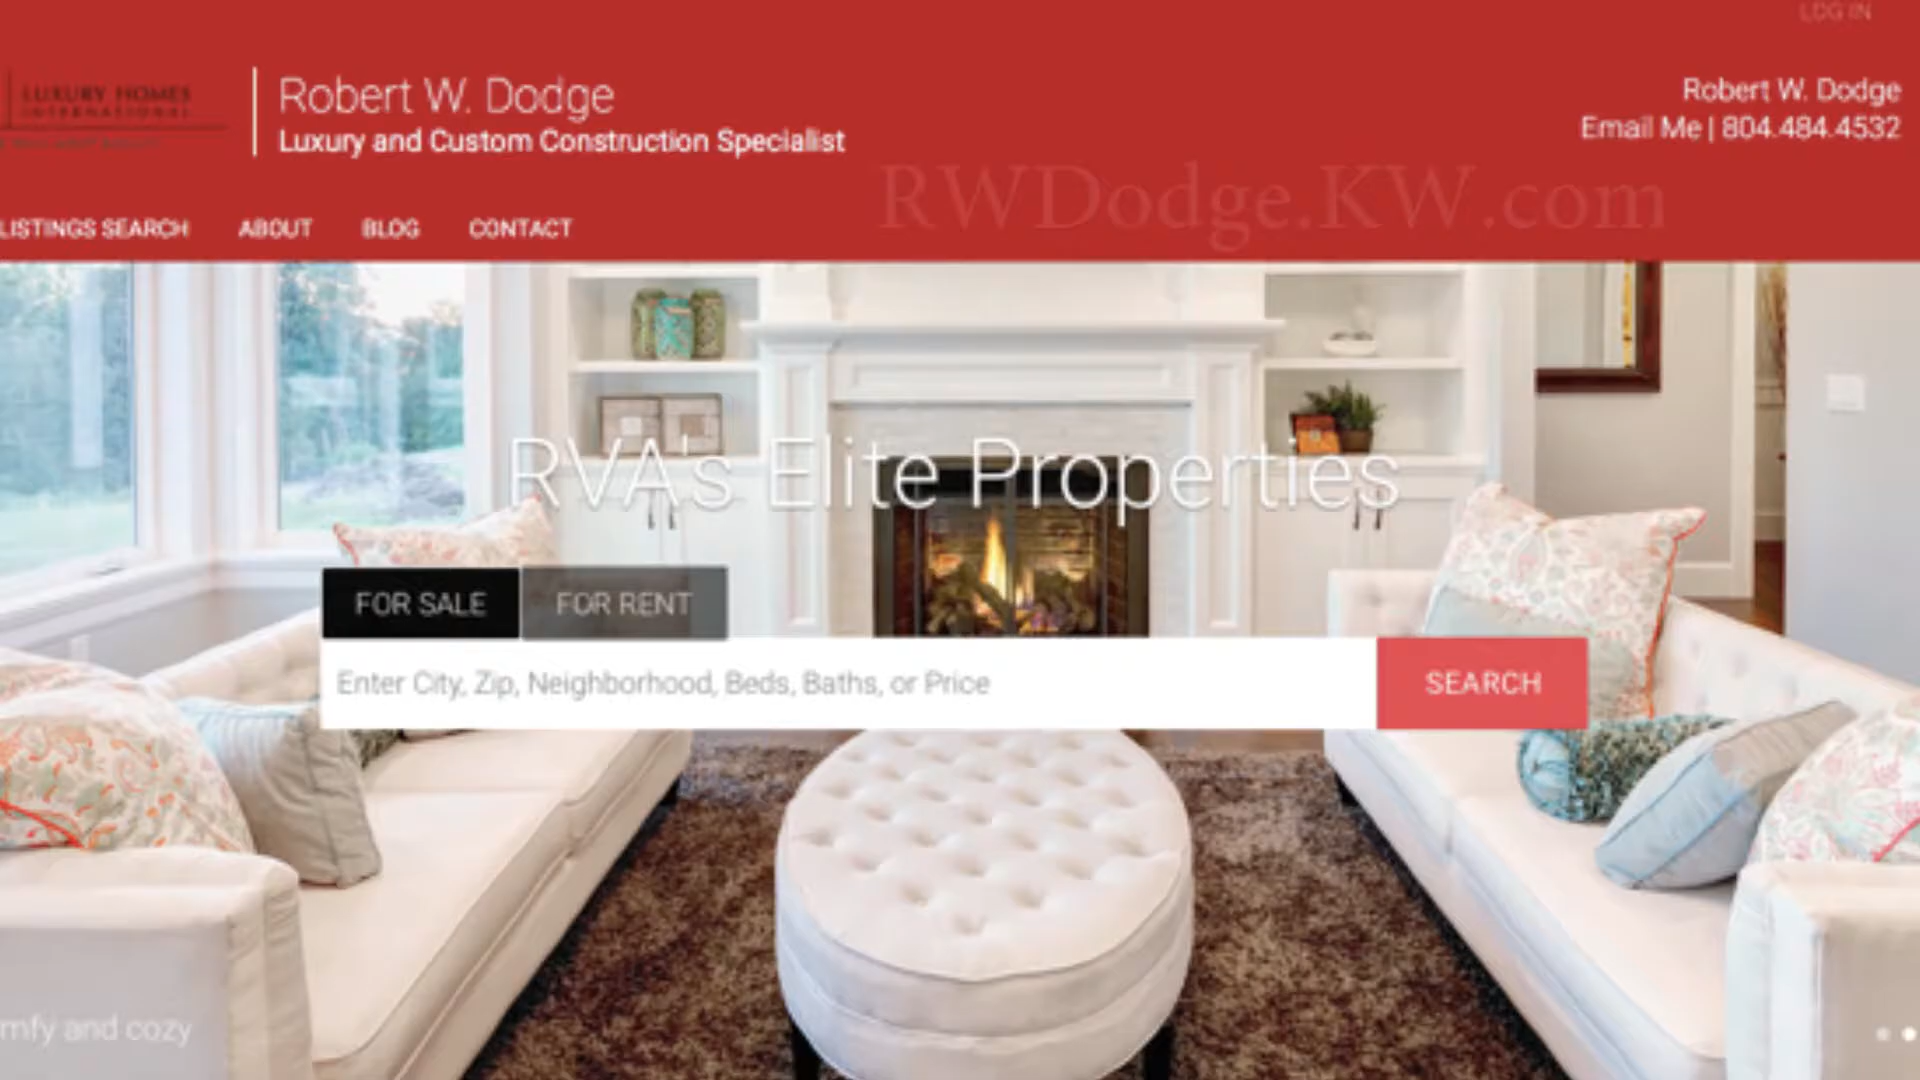 LOG IN
LUXURY HOMES
INTERNATIONAL
Robert W. Dodge
Luxury and Custom Construction Specialist
Robert W. Dodge
Email Me | 804.484.4532
RWDodge.KW.com
LISTINGS SEARCH ABOUT BLOG CONTACT
RVA's Elite Properties
FOR SALE FOR RENT
Enter City, Zip, Neighborhood, Beds, Baths, or Price
SEARCH
mfy and cozy